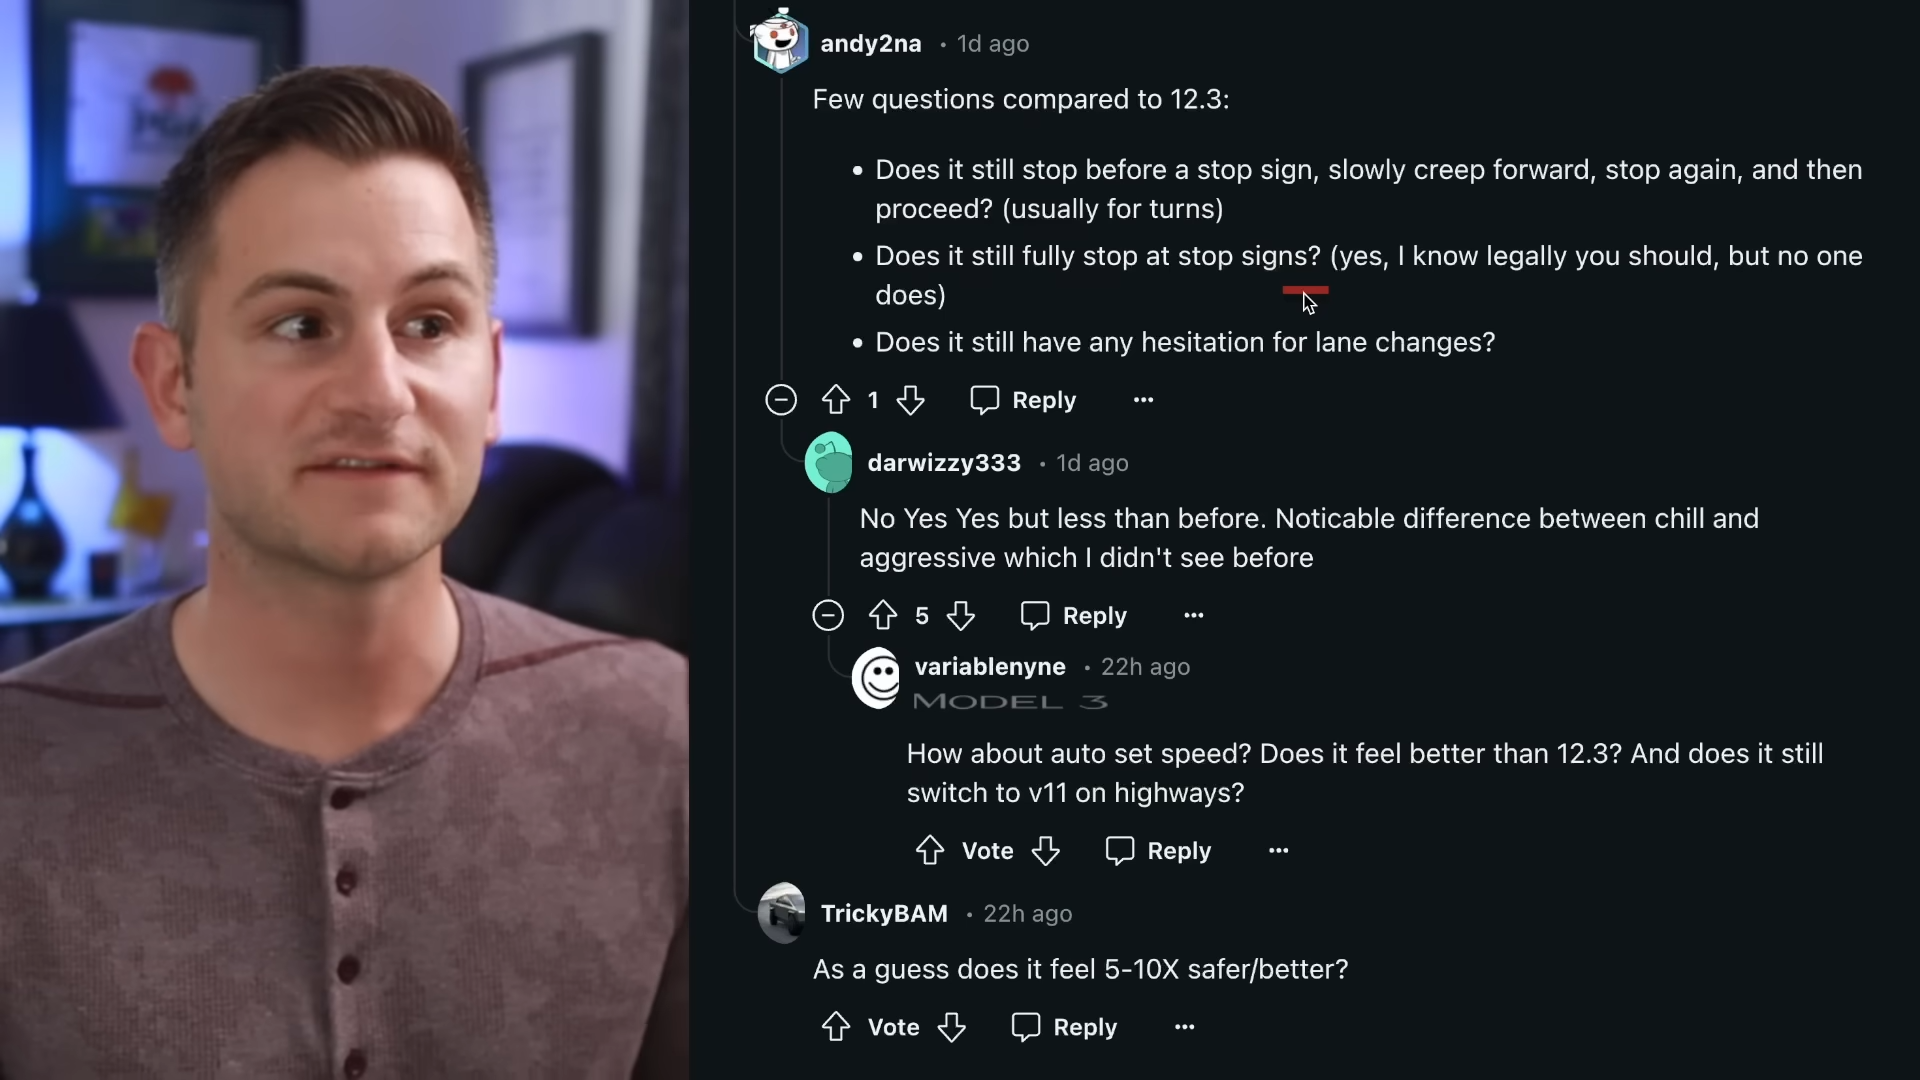 andy2na • 1d ago
Few questions compared to 12.3:
• Does it still stop before a stop sign, slowly creep forward, stop again, and then
proceed? (usually for turns)
• Does it still fully stop at stop signs? (yes, I know legally you should, but no one
does)
• Does it still have any hesitation for lane changes?
1 Reply ...
darwizzy333 • 1d ago
No Yes Yes but less than before. Noticable difference between chill and
aggressive which I didn't see before
5 Reply ...
variablenyne • 22h ago
MODEL 3
How about auto set speed? Does it feel better than 12.3? And does it still
switch to v11 on highways?
Vote Reply ...
TrickyBAM • 22h ago
As a guess does it feel 5-10X safer/better?
Vote Reply ...